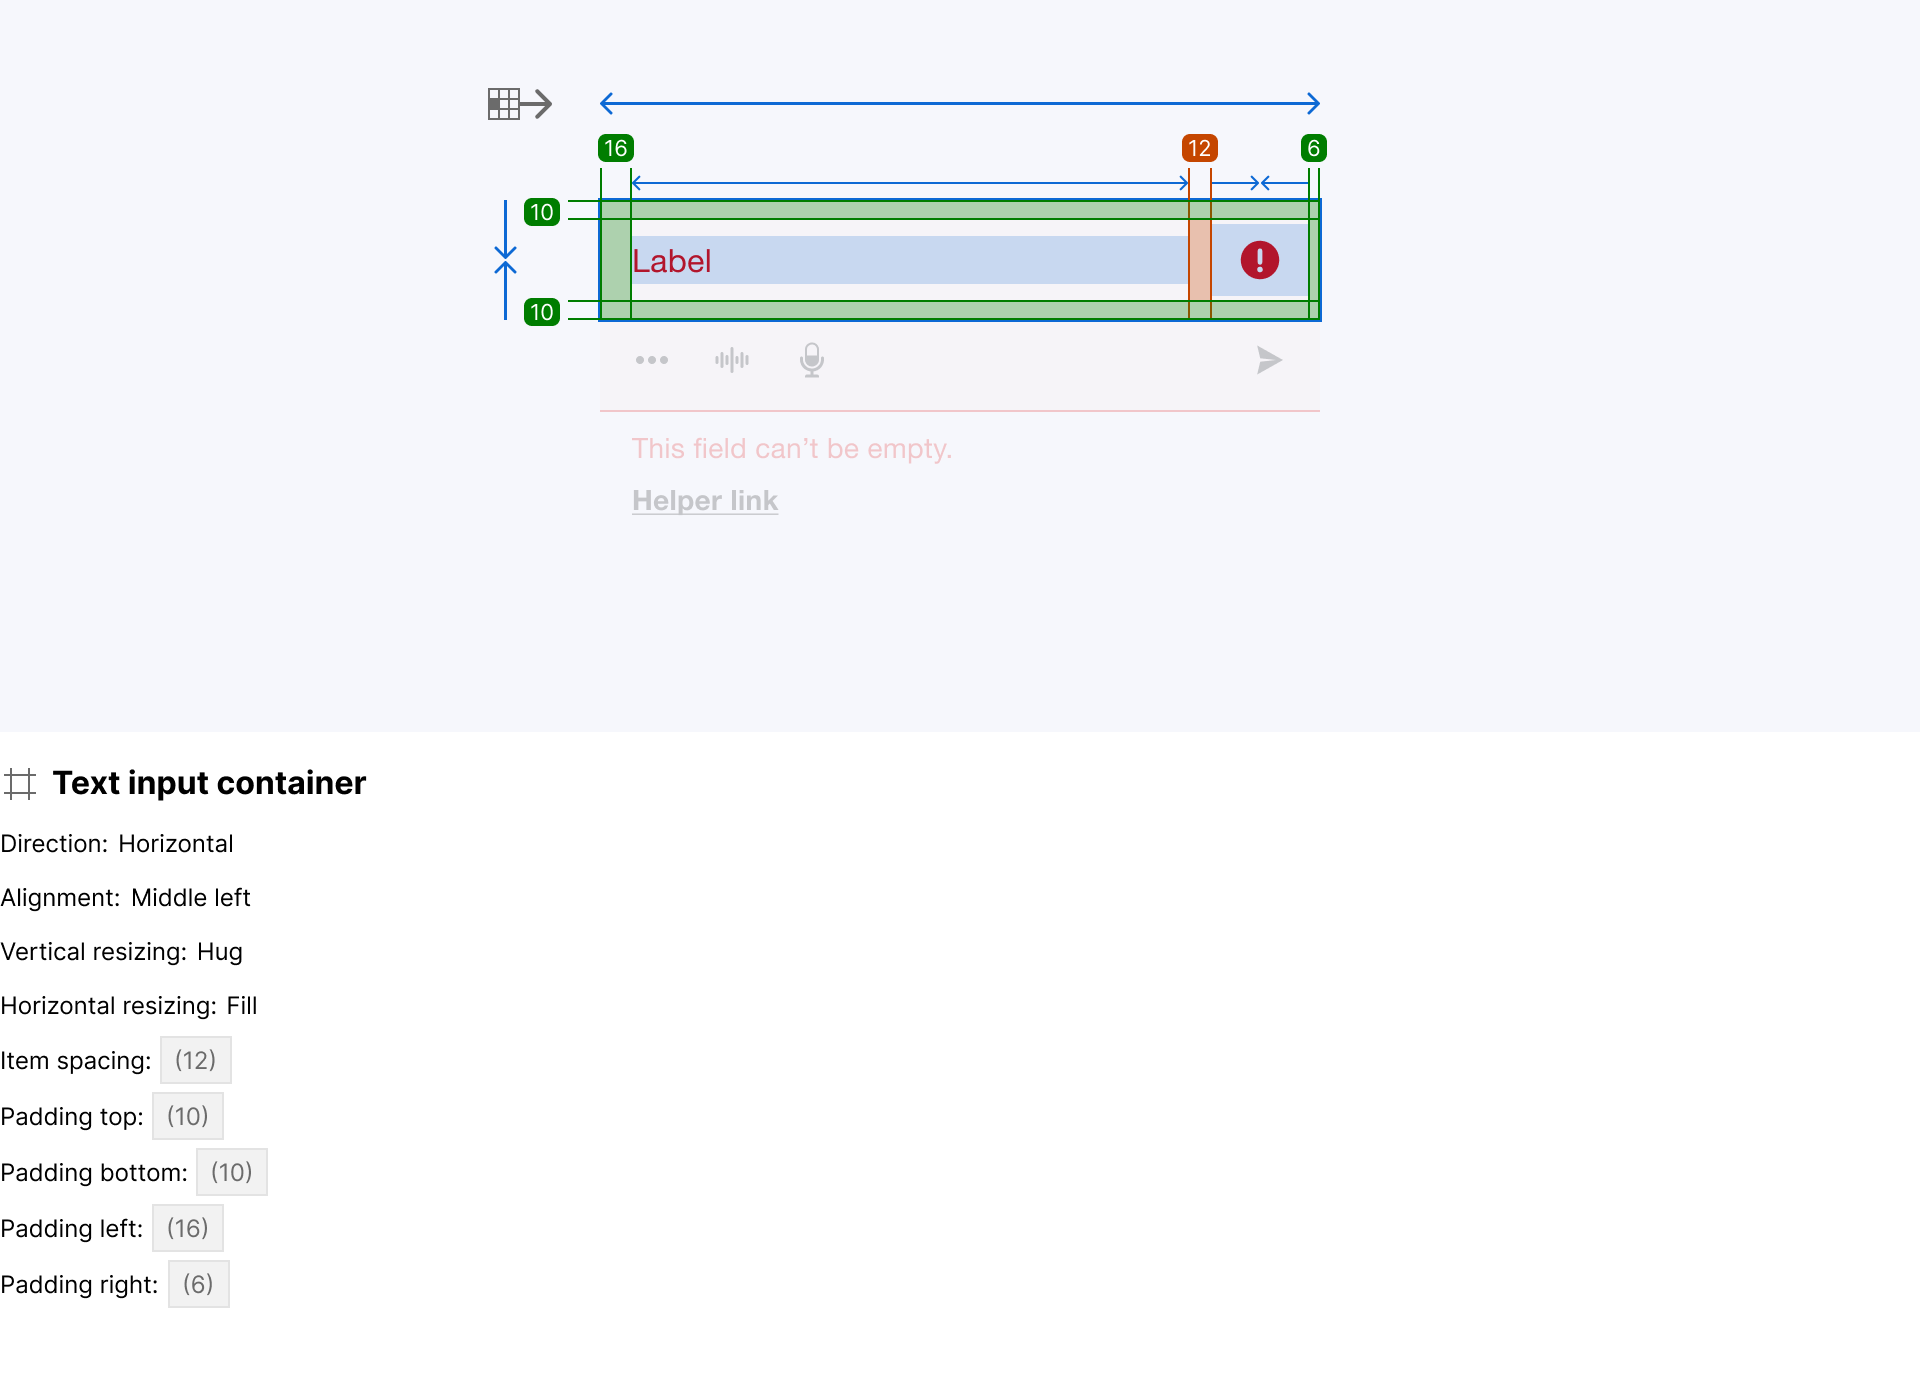 16
12
6
10
Label
10
This field can’t be empty.
Helper link
Text input container
Direction: Horizontal
Alignment: Middle left
Vertical resizing: Hug
Horizontal resizing: Fill
Item spacing: (12)
Padding top: (10)
Padding bottom: (10)
Padding left: (16)
Padding right: (6)